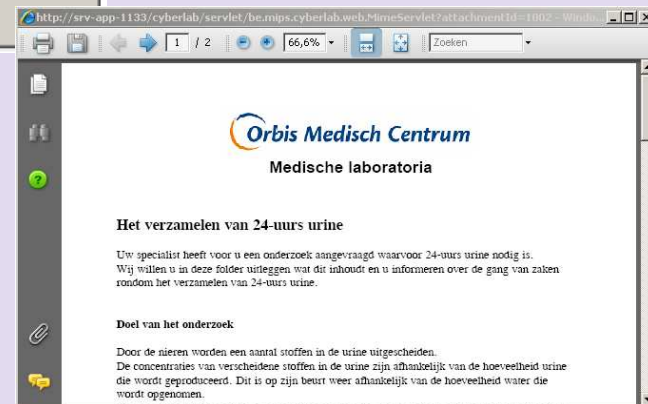 http://srv-app-1133/cyberlab/servlet/be.mips.cyberlab.web.MimeServlet?attachmentId=1902 - Windo...
1 / 2 66,6% Zoeken
Orbis Medisch Centrum
Medische laboratoria
Het verzamelen van 24-uurs urine
Uw specialist heeft voor u een onderzoek aangevraagd waarvoor 24-uurs urine nodig is.
Wij willen u in deze folder uitleggen wat dit inhoudt en u informeren over de gang van zaken
rondom het verzamelen van 24-uurs urine.
Doel van het onderzoek
Door de nieren worden een aantal stoffen in de urine uitgescheiden.
De concentraties van verscheidene stoffen in de urine zijn afhankelijk van de hoeveelheid urine
die wordt geproduceerd. Dit is op zijn beurt weer afhankelijk van de hoeveelheid water die
wordt opgenomen.